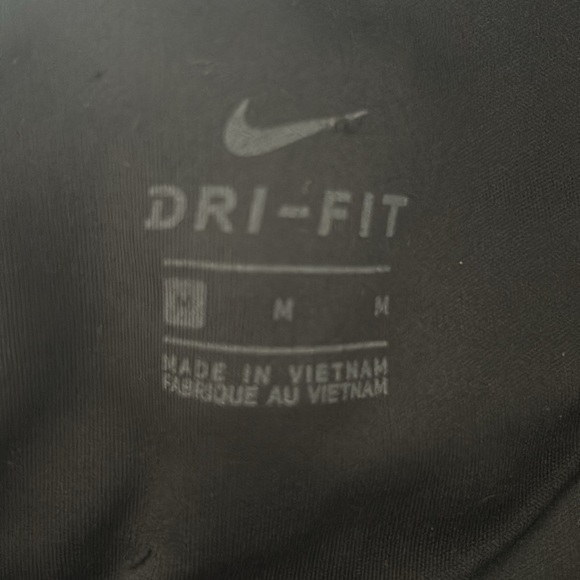 DRI-FIT
M M M
MADE IN VIETNAM
FABRIQUE AU VIETNAM